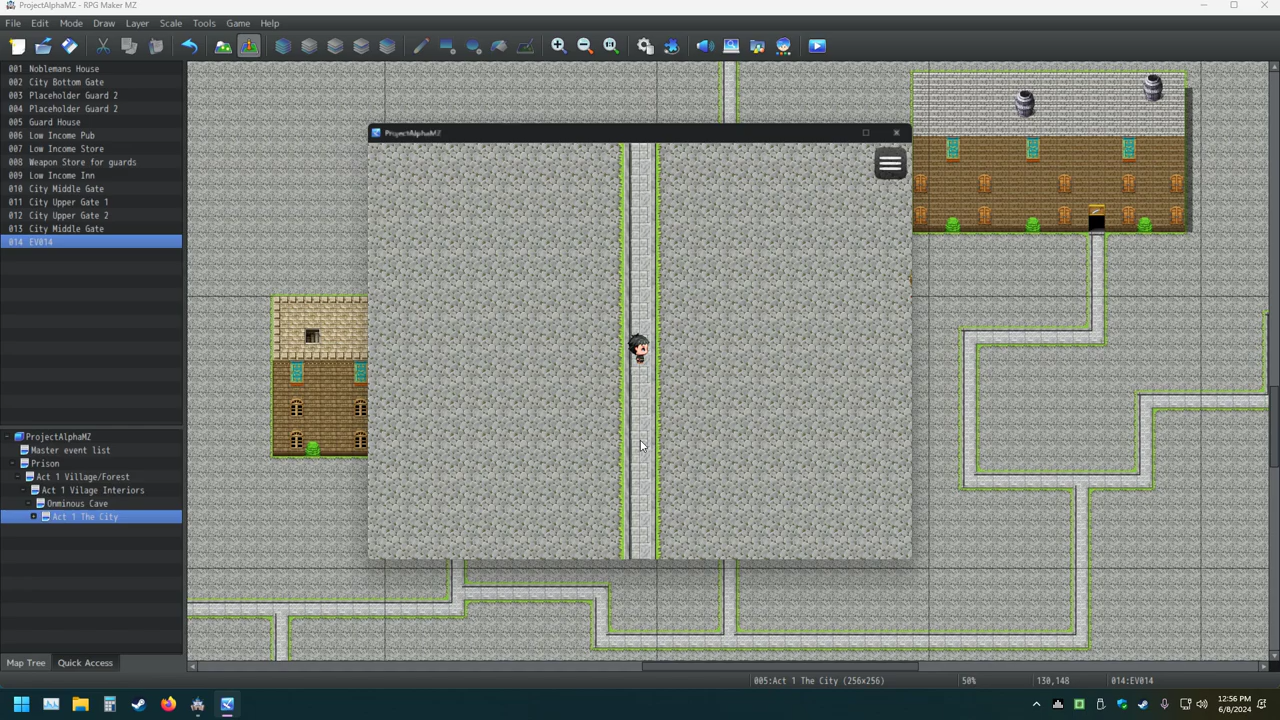 ProjectAlphaMZ - RPG Maker MZ
File Edit Mode Draw Layer Scale Tools Game Help
001 Noblemans House
002 City Bottom Gate
003 Placeholder Guard 2
004 Placeholder Guard 2
005 Guard House
006 Low Income Pub
007 Low Income Store
008 Weapon Store for guards
009 Low Income Inn
010 City Middle Gate
011 City Upper Gate 1
012 City Upper Gate 2
013 City Middle Gate
014 EV014
ProjectAlphaMZ
ProjectAlphaMZ
Master event list
Prison
Act 1 Village/Forest
Act 1 Vilage Interiors
Onminous Cave
Act 1 The City
Map Tree Quick Access
005:Act 1 The City (256x256) 50% 130,148 014:EV014
12:56 PM
6/8/2024